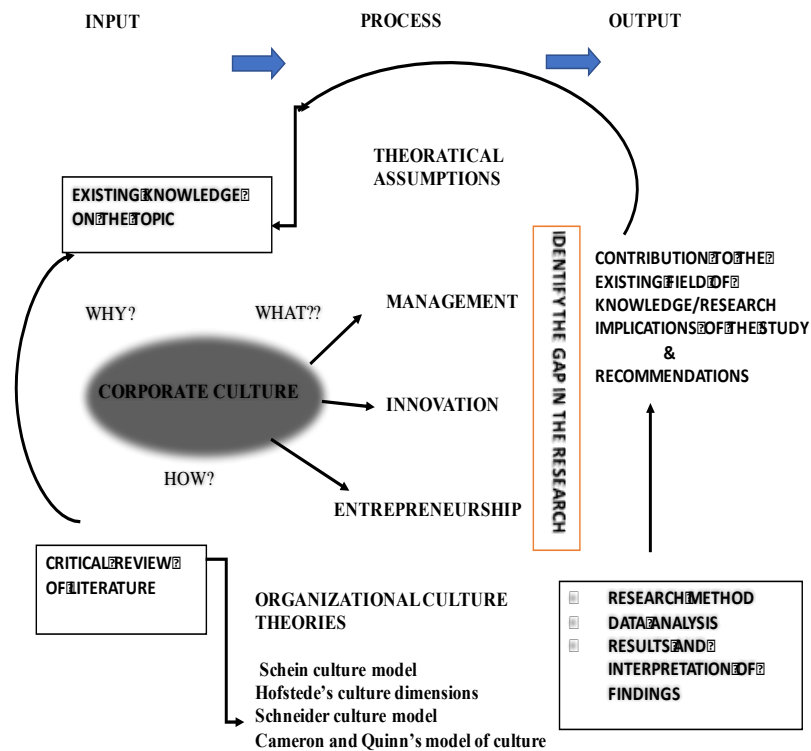 INPUT
PROCESS
OUTPUT
THEORATICAL
ASSUMPTIONS
EXISTING KNOWLEDGE
ON THE TOPIC
WHY?
WHAT??
CORPORATE CULTURE
HOW?
MANAGEMENT
INNOVATION
ENTREPRENEURSHIP
IDENTIFY THE GAP IN THE RESEARCH
CONTRIBUTION TO THE
EXISTING FIELD OF
KNOWLEDGE/RESEARCH
IMPLICATIONS OF THE STUDY
&
RECOMMENDATIONS
CRITICAL REVIEW
OF LITERATURE
ORGANIZATIONAL CULTURE
THEORIES
Schein culture model
Hofstede’s culture dimensions
Schneider culture model
Cameron and Quinn’s model of culture
RESEARCH METHOD
DATA ANALYSIS
RESULTS AND
INTERPRETATION OF
FINDINGS